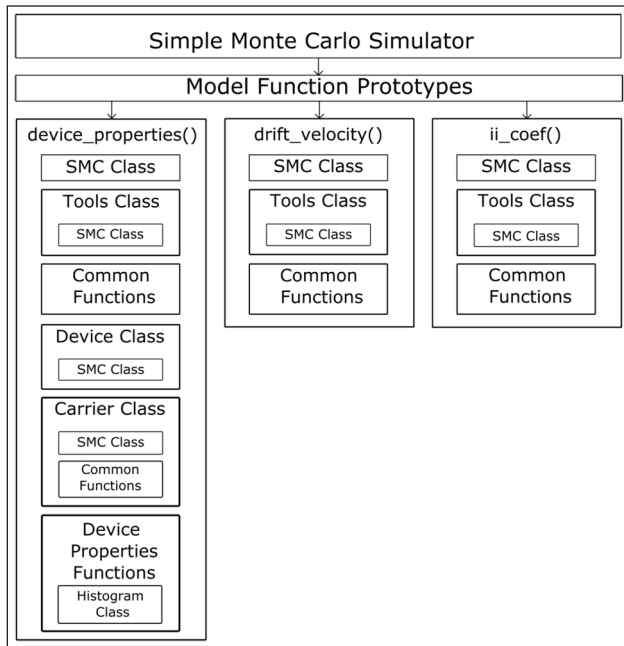 Simple Monte Carlo Simulator
Model Function Prototypes
device_properties()
SMC Class
Tools Class
SMC Class
Common
Functions
Device Class
SMC Class
Carrier Class
SMC Class
Common
Functions
Device
Properties
Functions
Histogram
Class
drift_velocity()
SMC Class
Tools Class
SMC Class
Common
Functions
ii_coef()
SMC Class
Tools Class
SMC Class
Common
Functions